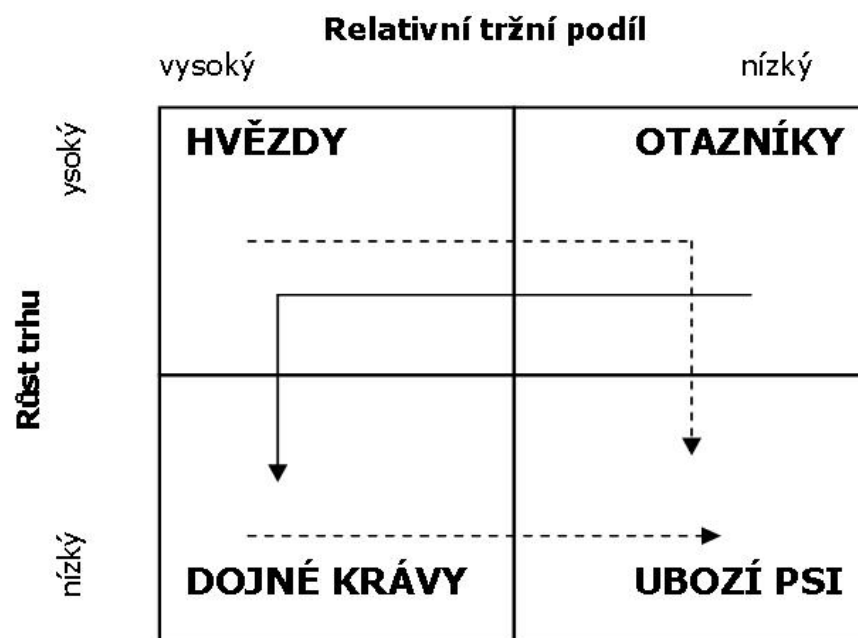 Relativní tržní podíl
vysoký
nízký
HVĚZDY
OTAZNÍKY
ysoký
Růst trhu
nízký
DOJNÉ KRÁVY
UBOZÍ PSI